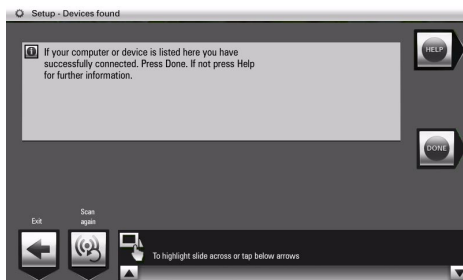 Setup - Devices found
If your computer or device is listed here you have
successfully connected. Press Done. If not press Help
for further information.
HELP
DONE
Exit
Scan
again
To highlight slide across or tap below arrows